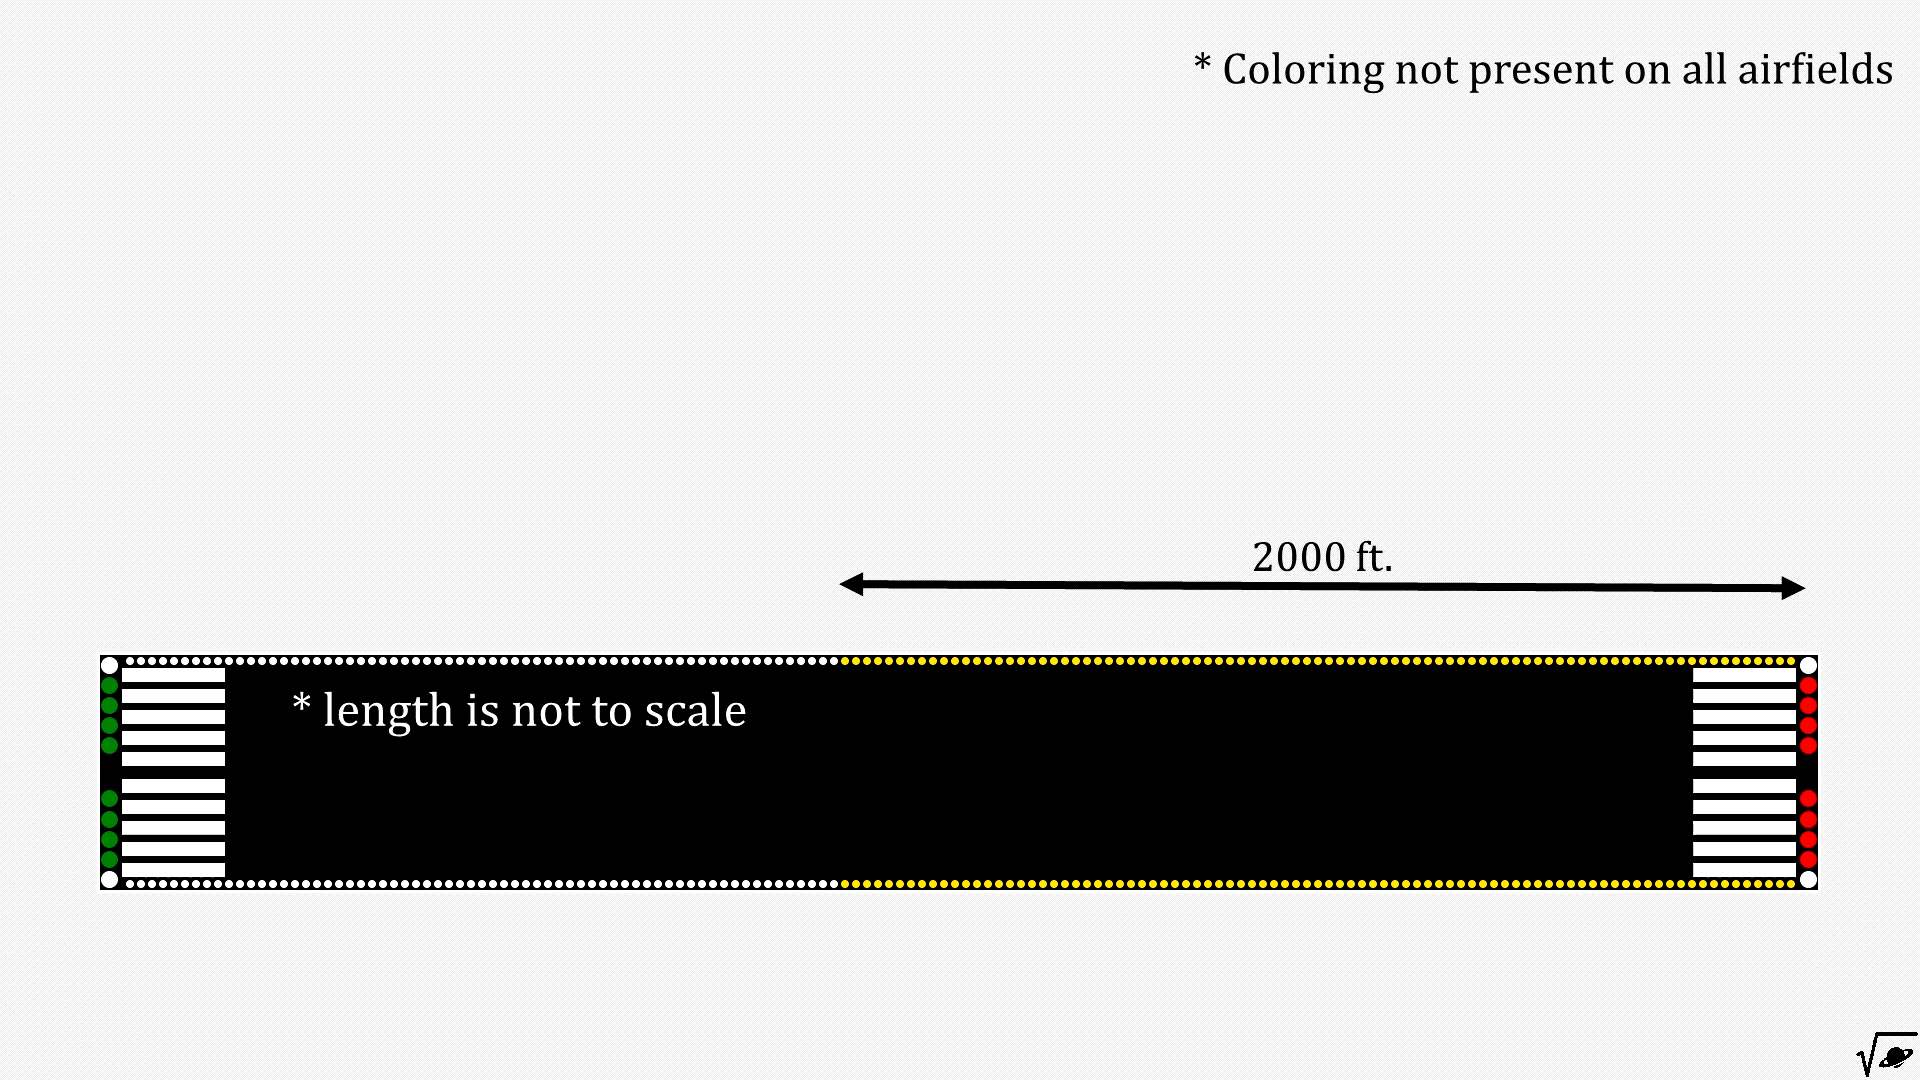 * Coloring not present on all airfields
2000 ft.
* length is not to scale